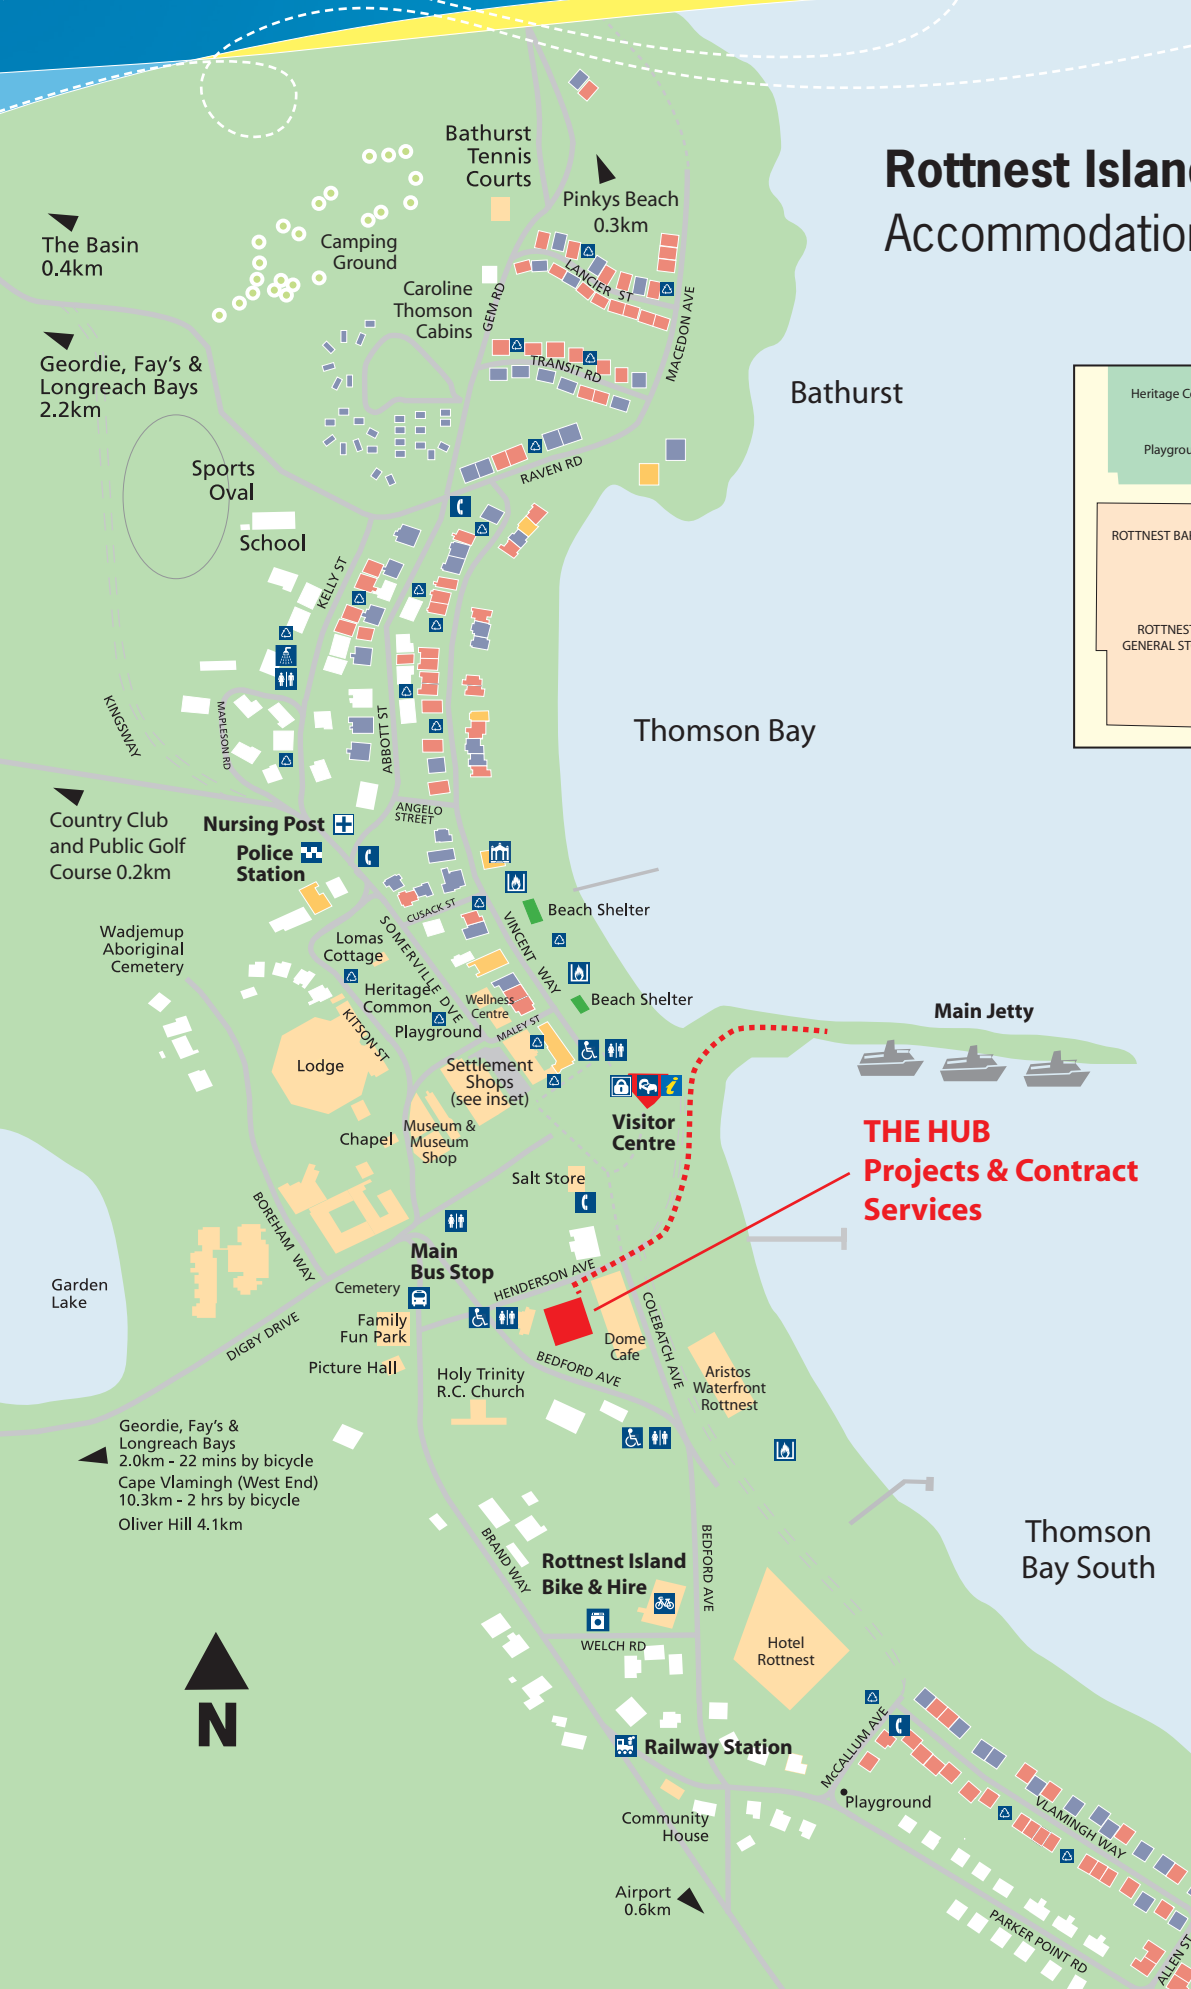 Rottnest Island
Accommodation
Bathurst
Tennis
Courts
Pinkys Beach
0.3km
The Basin
0.4km
Camping
Ground
Caroline
Thomson
Cabins
GEM RD
LANCIER ST
MACEDON AVE
TRANSIT RD
Geordie, Fay's &
Longreach Bays
2.2km
Bathurst
Heritage Co
Playgrou
ROTTNEST BA
ROTTNEST
GENERAL ST
Sports
Oval
RAVEN RD
School
KELLY ST
KINGSWAY
MAPLESON RD
ABBOTT ST
Thomson Bay
ANGELO
STREET
Country Club
and Public Golf
Course 0.2km
Nursing Post
Police
Station
CUSACK ST
Beach Shelter
Wadjemup
Aboriginal
Cemetery
Lomas
Cottage
SOMERVILLE DVE
VINCENT WAY
Heritage
Common
Wellness
Centre
Beach Shelter
Playground
MALEY ST
KITSON ST
Main Jetty
Lodge
Settlement
Shops
(see inset)
Visitor
Centre
Museum &
Museum
Shop
Chapel
THE HUB
Projects & Contract
Services
Salt Store
BOREHAM WAY
Main
Bus Stop
Garden
Lake
Cemetery
HENDERSON AVE
COLEBATCH AVE
Family
Fun Park
DIGBY DRIVE
Dome
Cafe
Picture Hall
BEDFORD AVE
Holy Trinity
R.C. Church
Aristos
Waterfront
Rottnest
Geordie, Fay's &
Longreach Bays
2.0km - 22 mins by bicycle
Cape Vlamingh (West End)
10.3km - 2 hrs by bicycle
Oliver Hill 4.1km
Thomson
Bay South
BRAND WAY
BEDFORD AVE
Rottnest Island
Bike & Hire
WELCH RD
Hotel
Rottnest
N
Railway Station
McCALLUM AVE
Playground
VLAMINGH WAY
Community
House
Airport
0.6km
PARKER POINT RD
ALLEN ST